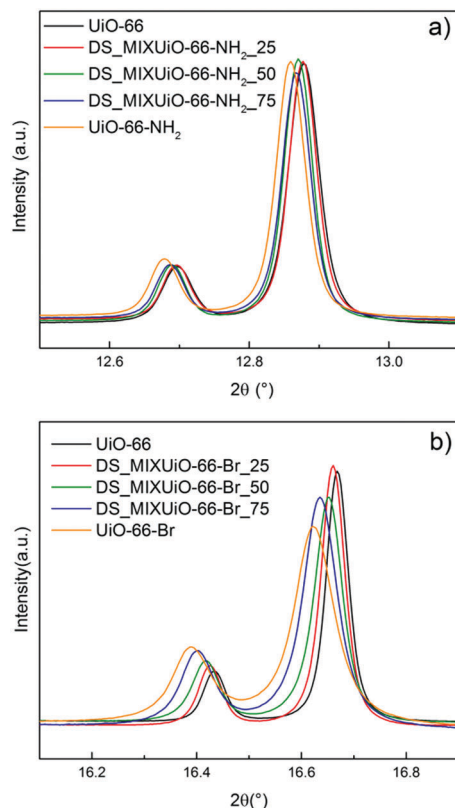 a)
UiO-66
DS_MIXUiO-66-NH₂_25
DS_MIXUiO-66-NH₂_50
DS_MIXUiO-66-NH₂_75
UiO-66-NH₂
Intensity (a.u.)
12.6 12.8 13.0
2θ (°)
b)
UiO-66
DS_MIXUiO-66-Br_25
DS_MIXUiO-66-Br_50
DS_MIXUiO-66-Br_75
UiO-66-Br
Intensity(a.u.)
16.2 16.4 16.6 16.8
2θ(°)